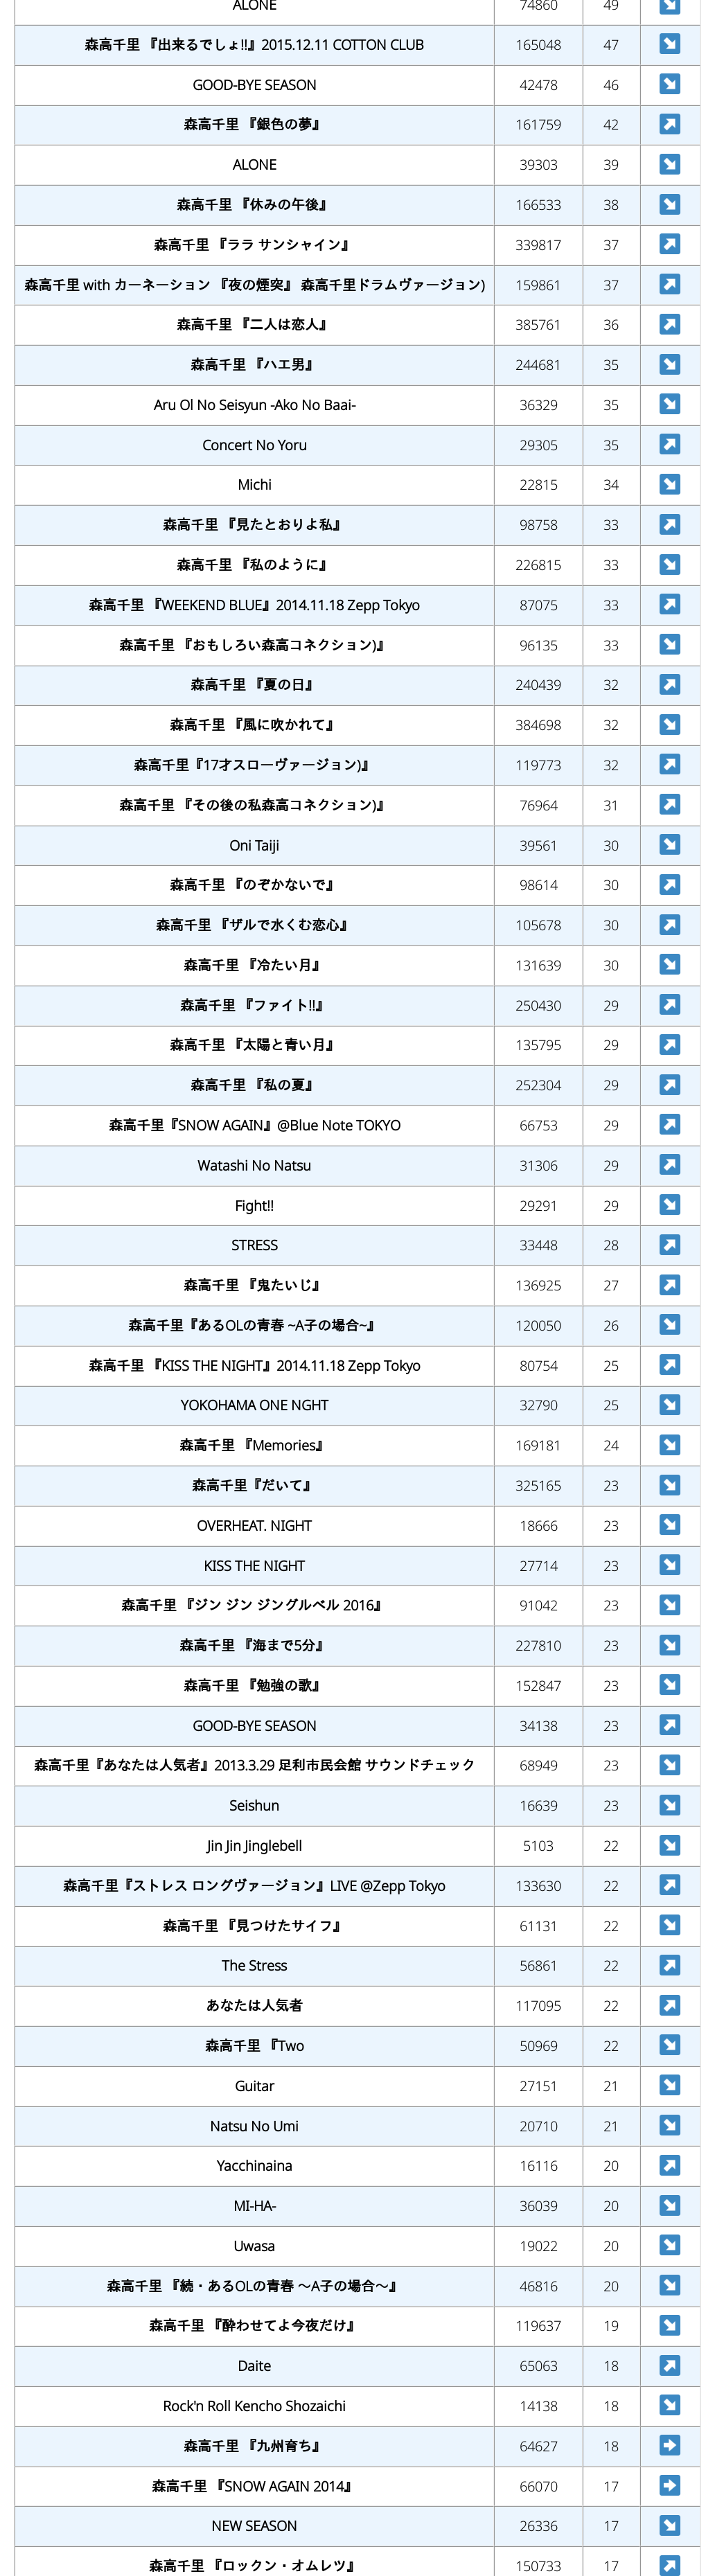 ALONE 74860 49
森高千里 『出来るでしょ!!』2015.12.11 COTTON CLUB 165048 47
GOOD-BYE SEASON 42478 46
森高千里 『銀色の夢』 161759 42
ALONE 39303 39
森高千里 『休みの午後』 166533 38
森高千里 『ララ サンシャイン』 339817 37
森高千里 with カーネーション 『夜の煙突』 森高千里ドラムヴァージョン) 159861 37
森高千里 『二人は恋人』 385761 36
森高千里 『ハエ男』 244681 35
Aru Ol No Seisyun -Ako No Baai- 36329 35
Concert No Yoru 29305 35
Michi 22815 34
森高千里 『見たとおりよ私』 98758 33
森高千里 『私のように』 226815 33
森高千里 『WEEKEND BLUE』2014.11.18 Zepp Tokyo 87075 33
森高千里 『おもしろい森高コネクション)』 96135 33
森高千里 『夏の日』 240439 32
森高千里 『風に吹かれて』 384698 32
森高千里『17才スローヴァージョン)』 119773 32
森高千里 『その後の私森高コネクション)』 76964 31
Oni Taiji 39561 30
森高千里 『のぞかないで』 98614 30
森高千里 『ザルで水くむ恋心』 105678 30
森高千里 『冷たい月』 131639 30
森高千里 『ファイト!!』 250430 29
森高千里 『太陽と青い月』 135795 29
森高千里 『私の夏』 252304 29
森高千里『SNOW AGAIN』@Blue Note TOKYO 66753 29
Watashi No Natsu 31306 29
Fight!! 29291 29
STRESS 33448 28
森高千里 『鬼たいじ』 136925 27
森高千里『あるOLの青春 ~A子の場合~』 120050 26
森高千里 『KISS THE NIGHT』2014.11.18 Zepp Tokyo 80754 25
YOKOHAMA ONE NGHT 32790 25
森高千里 『Memories』 169181 24
森高千里『だいて』 325165 23
OVERHEAT. NIGHT 18666 23
KISS THE NIGHT 27714 23
森高千里 『ジン ジン ジングルベル 2016』 91042 23
森高千里 『海まで5分』 227810 23
森高千里 『勉強の歌』 152847 23
GOOD-BYE SEASON 34138 23
森高千里『あなたは人気者』2013.3.29 足利市民会館 サウンドチェック 68949 23
Seishun 16639 23
Jin Jin Jinglebell 5103 22
森高千里『ストレス ロングヴァージョン』LIVE @Zepp Tokyo 133630 22
森高千里 『見つけたサイフ』 61131 22
The Stress 56861 22
あなたは人気者 117095 22
森高千里 『Two 50969 22
Guitar 27151 21
Natsu No Umi 20710 21
Yacchinaina 16116 20
MI-HA- 36039 20
Uwasa 19022 20
森高千里 『続・あるOLの青春 〜A子の場合〜』 46816 20
森高千里 『酔わせてよ今夜だけ』 119637 19
Daite 65063 18
Rock'n Roll Kencho Shozaichi 14138 18
森高千里 『九州育ち』 64627 18
森高千里 『SNOW AGAIN 2014』 66070 17
NEW SEASON 26336 17
森高千里 『ロックン・オムレツ』 150733 17